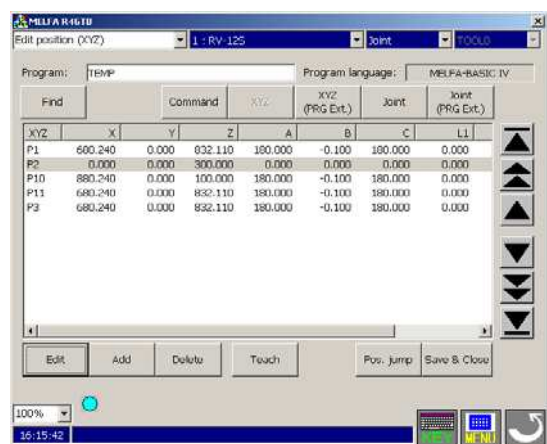 MELFA R46TB
Edit position (XYZ) 1 : RV-12S Joint TOOL0
Program: TEMP Program language: MELFA-BASIC IV
Find Command XYZ XYZ (PRG Ext.) Joint Joint (PRG Ext.)
XYZ X Y Z A B C L1
P1 600.240 0.000 832.110 180.000 -0.100 180.000 0.000
P2 0.000 0.000 300.000 0.000 0.000 0.000 0.000
P10 880.240 0.000 100.000 180.000 -0.100 180.000 0.000
P11 680.240 0.000 832.110 180.000 -0.100 180.000 0.000
P3 680.240 0.000 832.110 180.000 -0.100 180.000 0.000
Edit Add Delete Teach Pos. jump Save & Close
100%
16:15:42 KEY MENU